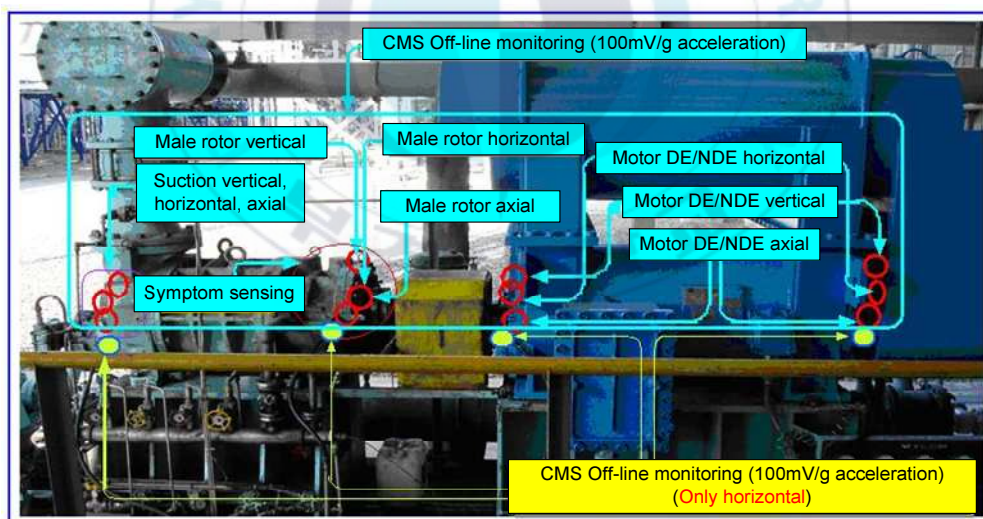 CMS Off-line monitoring (100mV/g acceleration)
Male rotor vertical
Male rotor horizontal
Suction vertical,
horizontal, axial
Motor DE/NDE horizontal
Male rotor axial
Motor DE/NDE vertical
Motor DE/NDE axial
Symptom sensing
CMS Off-line monitoring (100mV/g acceleration)
(Only horizontal)